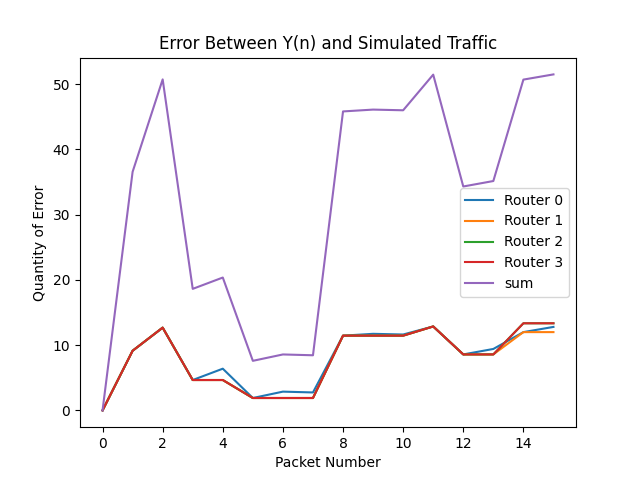 Error Between Y(n) and Simulated Traffic
Quantity of Error
50
40
30
20
10
0
Router 0
Router 1
Router 2
Router 3
sum
0 2 4 6 8 10 12 14
Packet Number